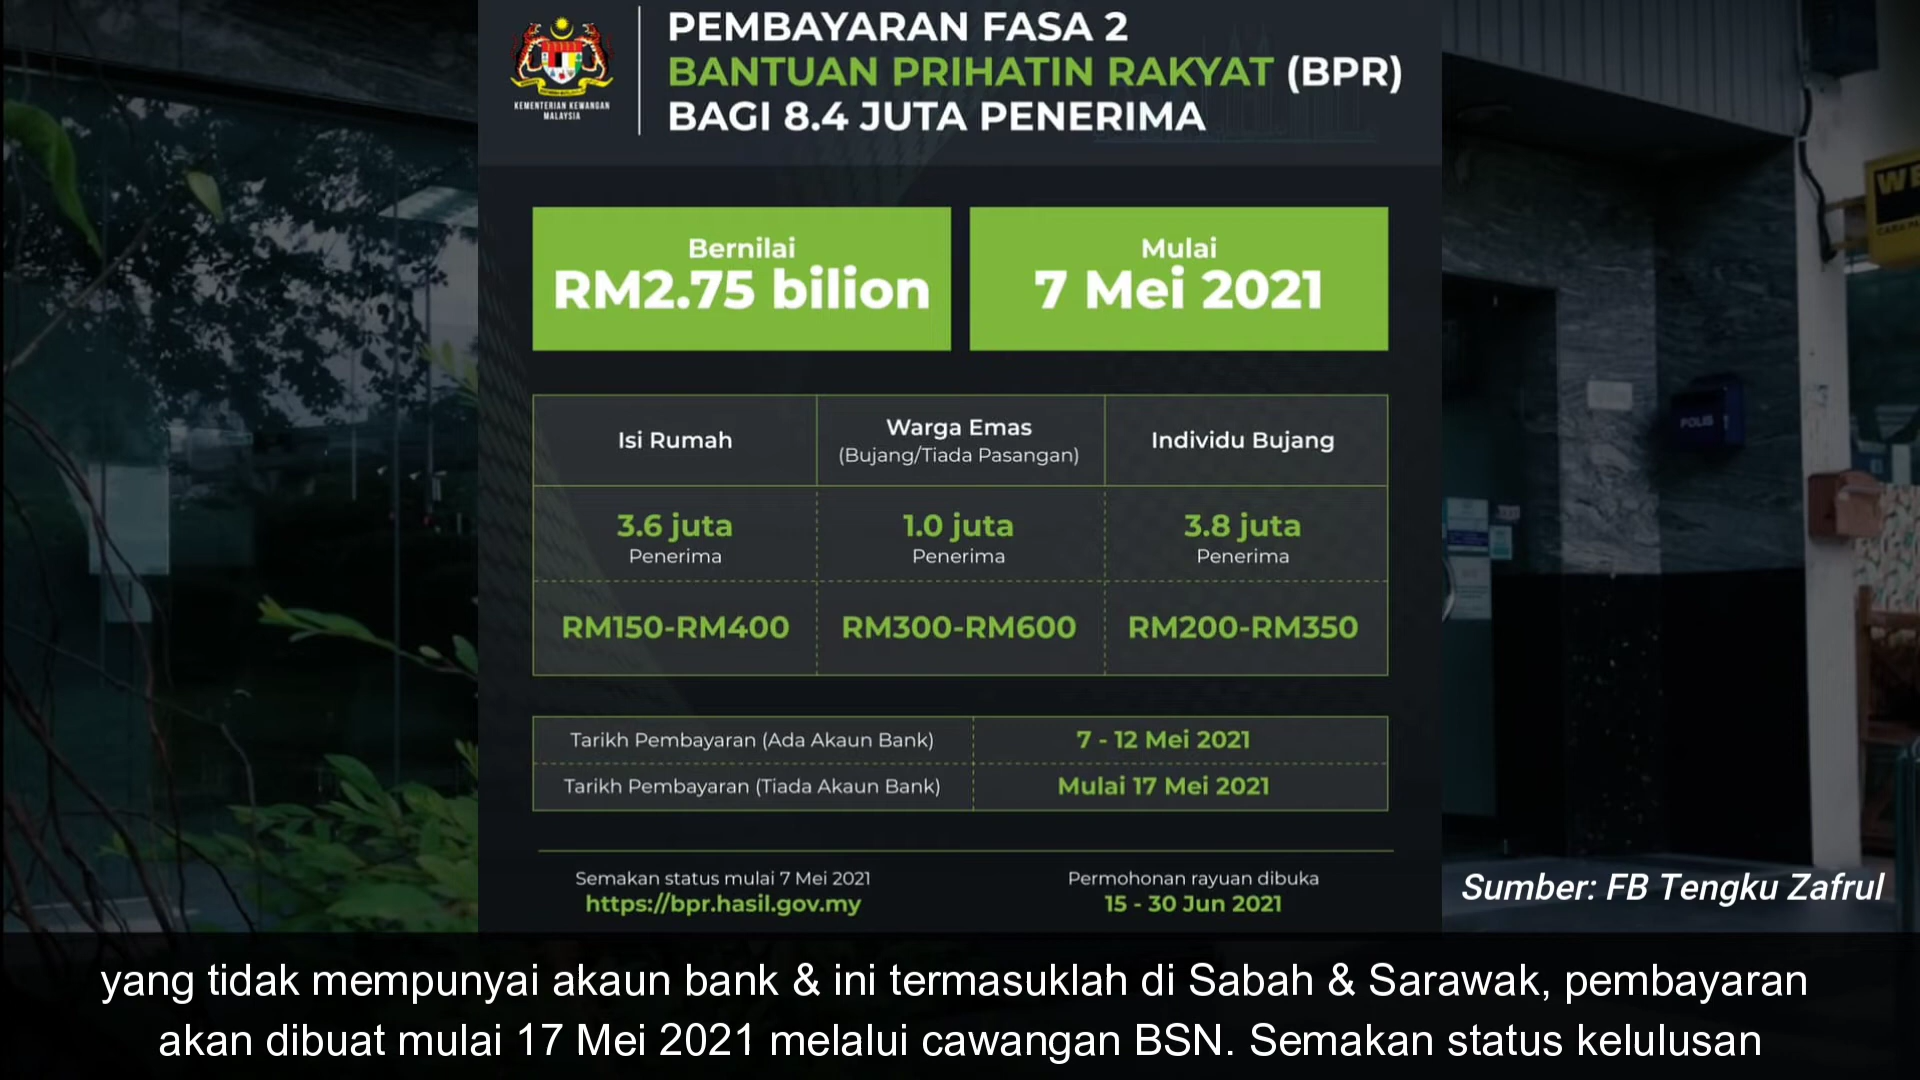 KEMENTERIAN KEWANGAN
MALAYSIA
PEMBAYARAN FASA 2
BANTUAN PRIHATIN RAKYAT (BPR)
BAGI 8.4 JUTA PENERIMA
Bernilai
RM2.75 bilion
Mulai
7 Mei 2021
Isi Rumah
Warga Emas
(Bujang/Tiada Pasangan)
Individu Bujang
3.6 juta
Penerima
1.0 juta
Penerima
3.8 juta
Penerima
RM150-RM400
RM300-RM600
RM200-RM350
Tarikh Pembayaran (Ada Akaun Bank)
7 - 12 Mei 2021
Tarikh Pembayaran (Tiada Akaun Bank)
Mulai 17 Mei 2021
Semakan status mulai 7 Mei 2021
https://bpr.hasil.gov.my
Permohonan rayuan dibuka
15 - 30 Jun 2021
POLIS
Sumber: FB Tengku Zafrul
yang tidak mempunyai akaun bank & ini termasuklah di Sabah & Sarawak, pembayaran
akan dibuat mulai 17 Mei 2021 melalui cawangan BSN. Semakan status kelulusan